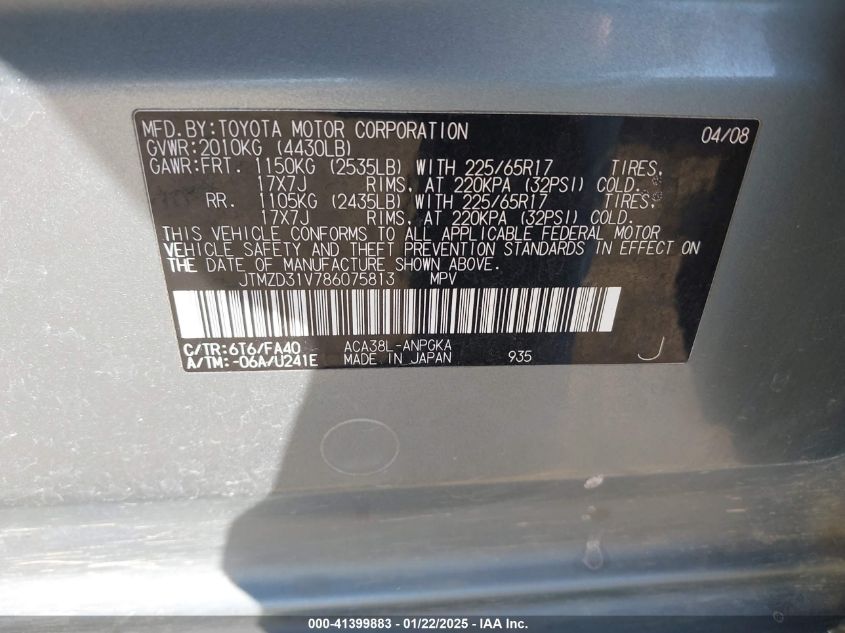 MFD.BY:TOYOTA MOTOR CORPORATION 04/08
GVWR:2010KG (4430LB)
GAWR:FRT. 1150KG (2535LB) WITH 225/65R17 TIRES,
17X7J RIMS, AT 220KPA (32PSI) COLD.
RR. 1105KG (2435LB) WITH 225/65R17 TIRES,
17X7J RIMS, AT 220KPA (32PSI) COLD.
THIS VEHICLE CONFORMS TO ALL APPLICABLE FEDERAL MOTOR
VEHICLE SAFETY AND THEFT PREVENTION STANDARDS IN EFFECT ON
THE DATE OF MANUFACTURE SHOWN ABOVE.
JTMZD31V786075813 MPV
C/TR:6T6/FA40 ACA38L-ANPGKA
A/TM:-06A/U241E MADE IN JAPAN 935 J
000-41399883 - 01/22/2025 - IAA Inc.